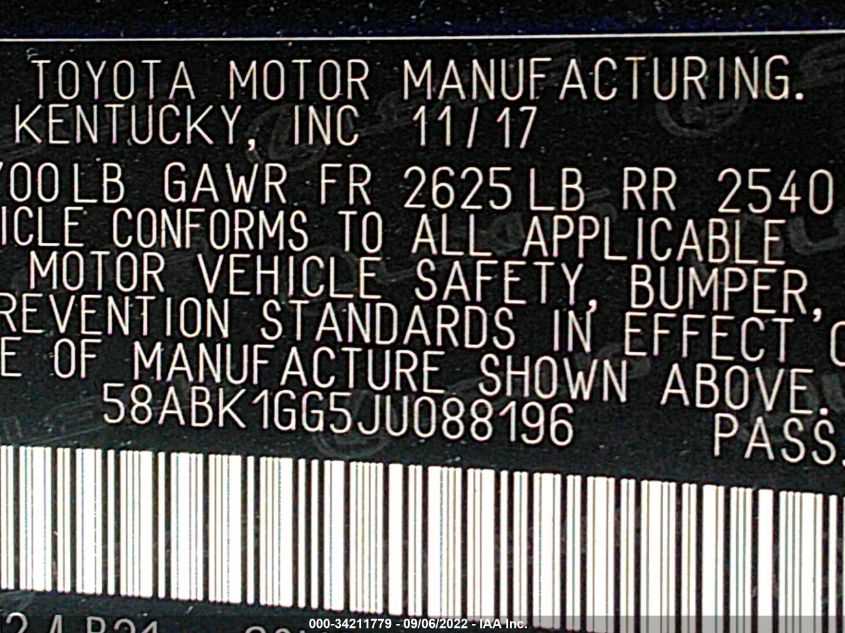 TOYOTA MOTOR MANUFACTURING.
KENTUCKY, INC 11/17
700LB GAWR FR 2625LB RR 2540
ICLE CONFORMS TO ALL APPLICABLE
MOTOR VEHICLE SAFETY, BUMPER,
REVENTION STANDARDS IN EFFECT O
E OF MANUFACTURE SHOWN ABOVE.
58ABK1GG5JU088196 PASS.
000-34211779 - 09/06/2022 - IAA Inc.